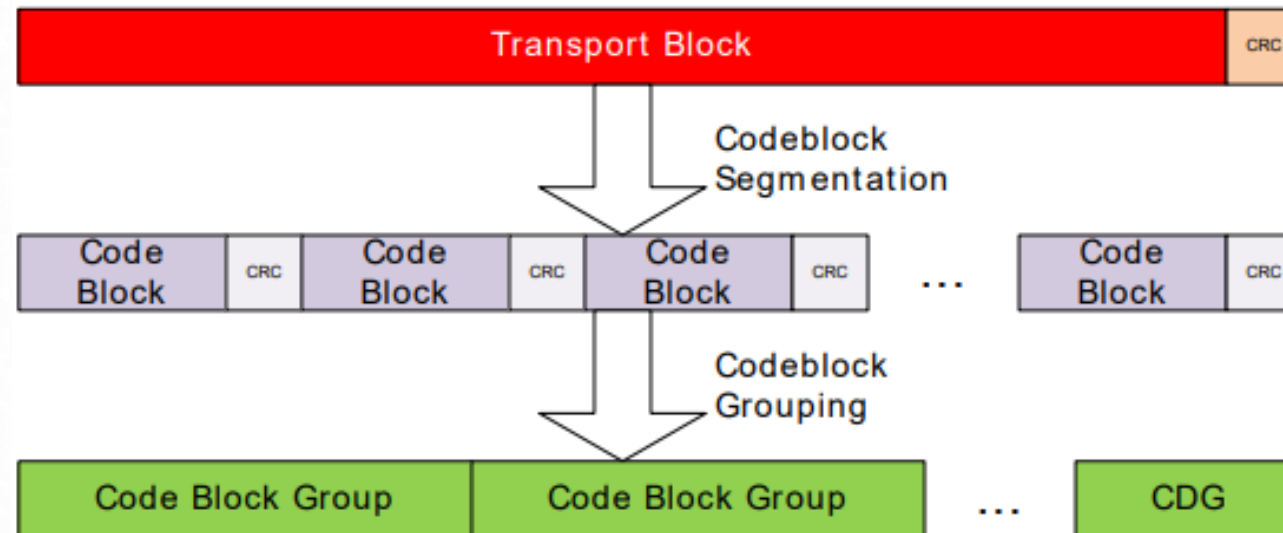 Transport Block CRC
Codeblock
Segmentation
Code Block CRC Code Block CRC Code Block CRC ... Code Block CRC
Codeblock
Grouping
Code Block Group Code Block Group ... CDG